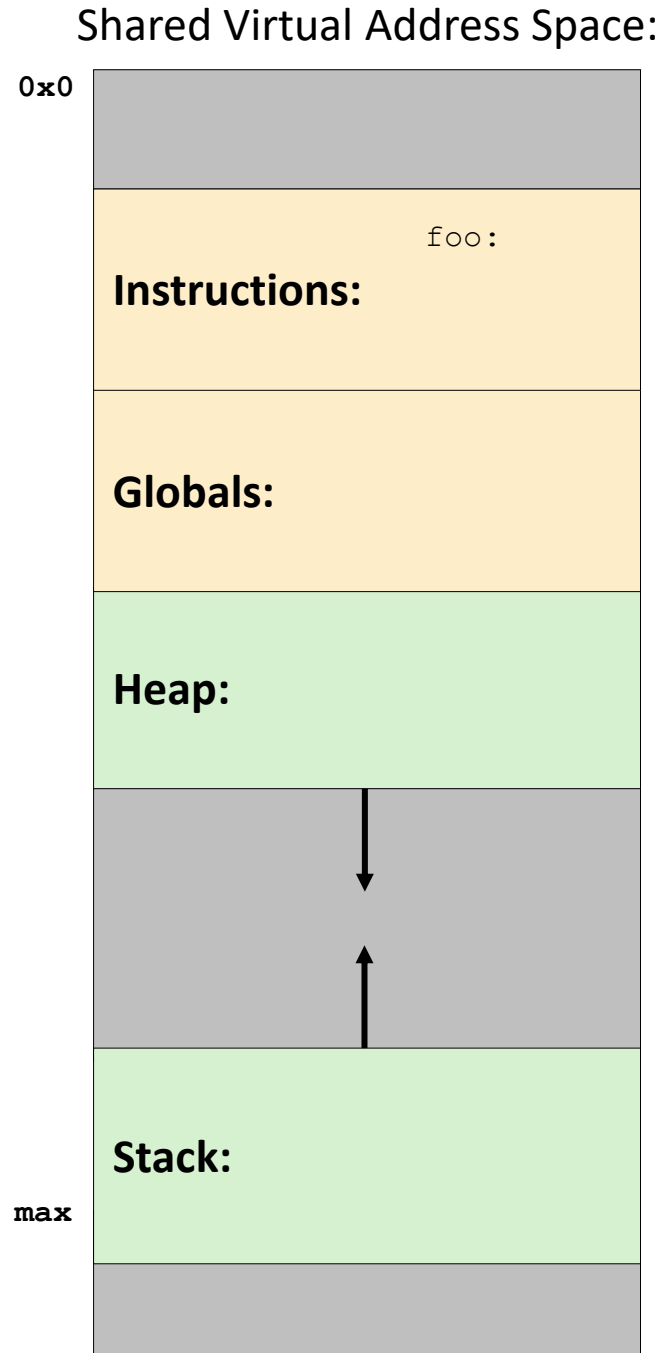 Shared Virtual Address Space:
0x0
foo:
Instructions:
Globals:
Heap:
Stack:
max